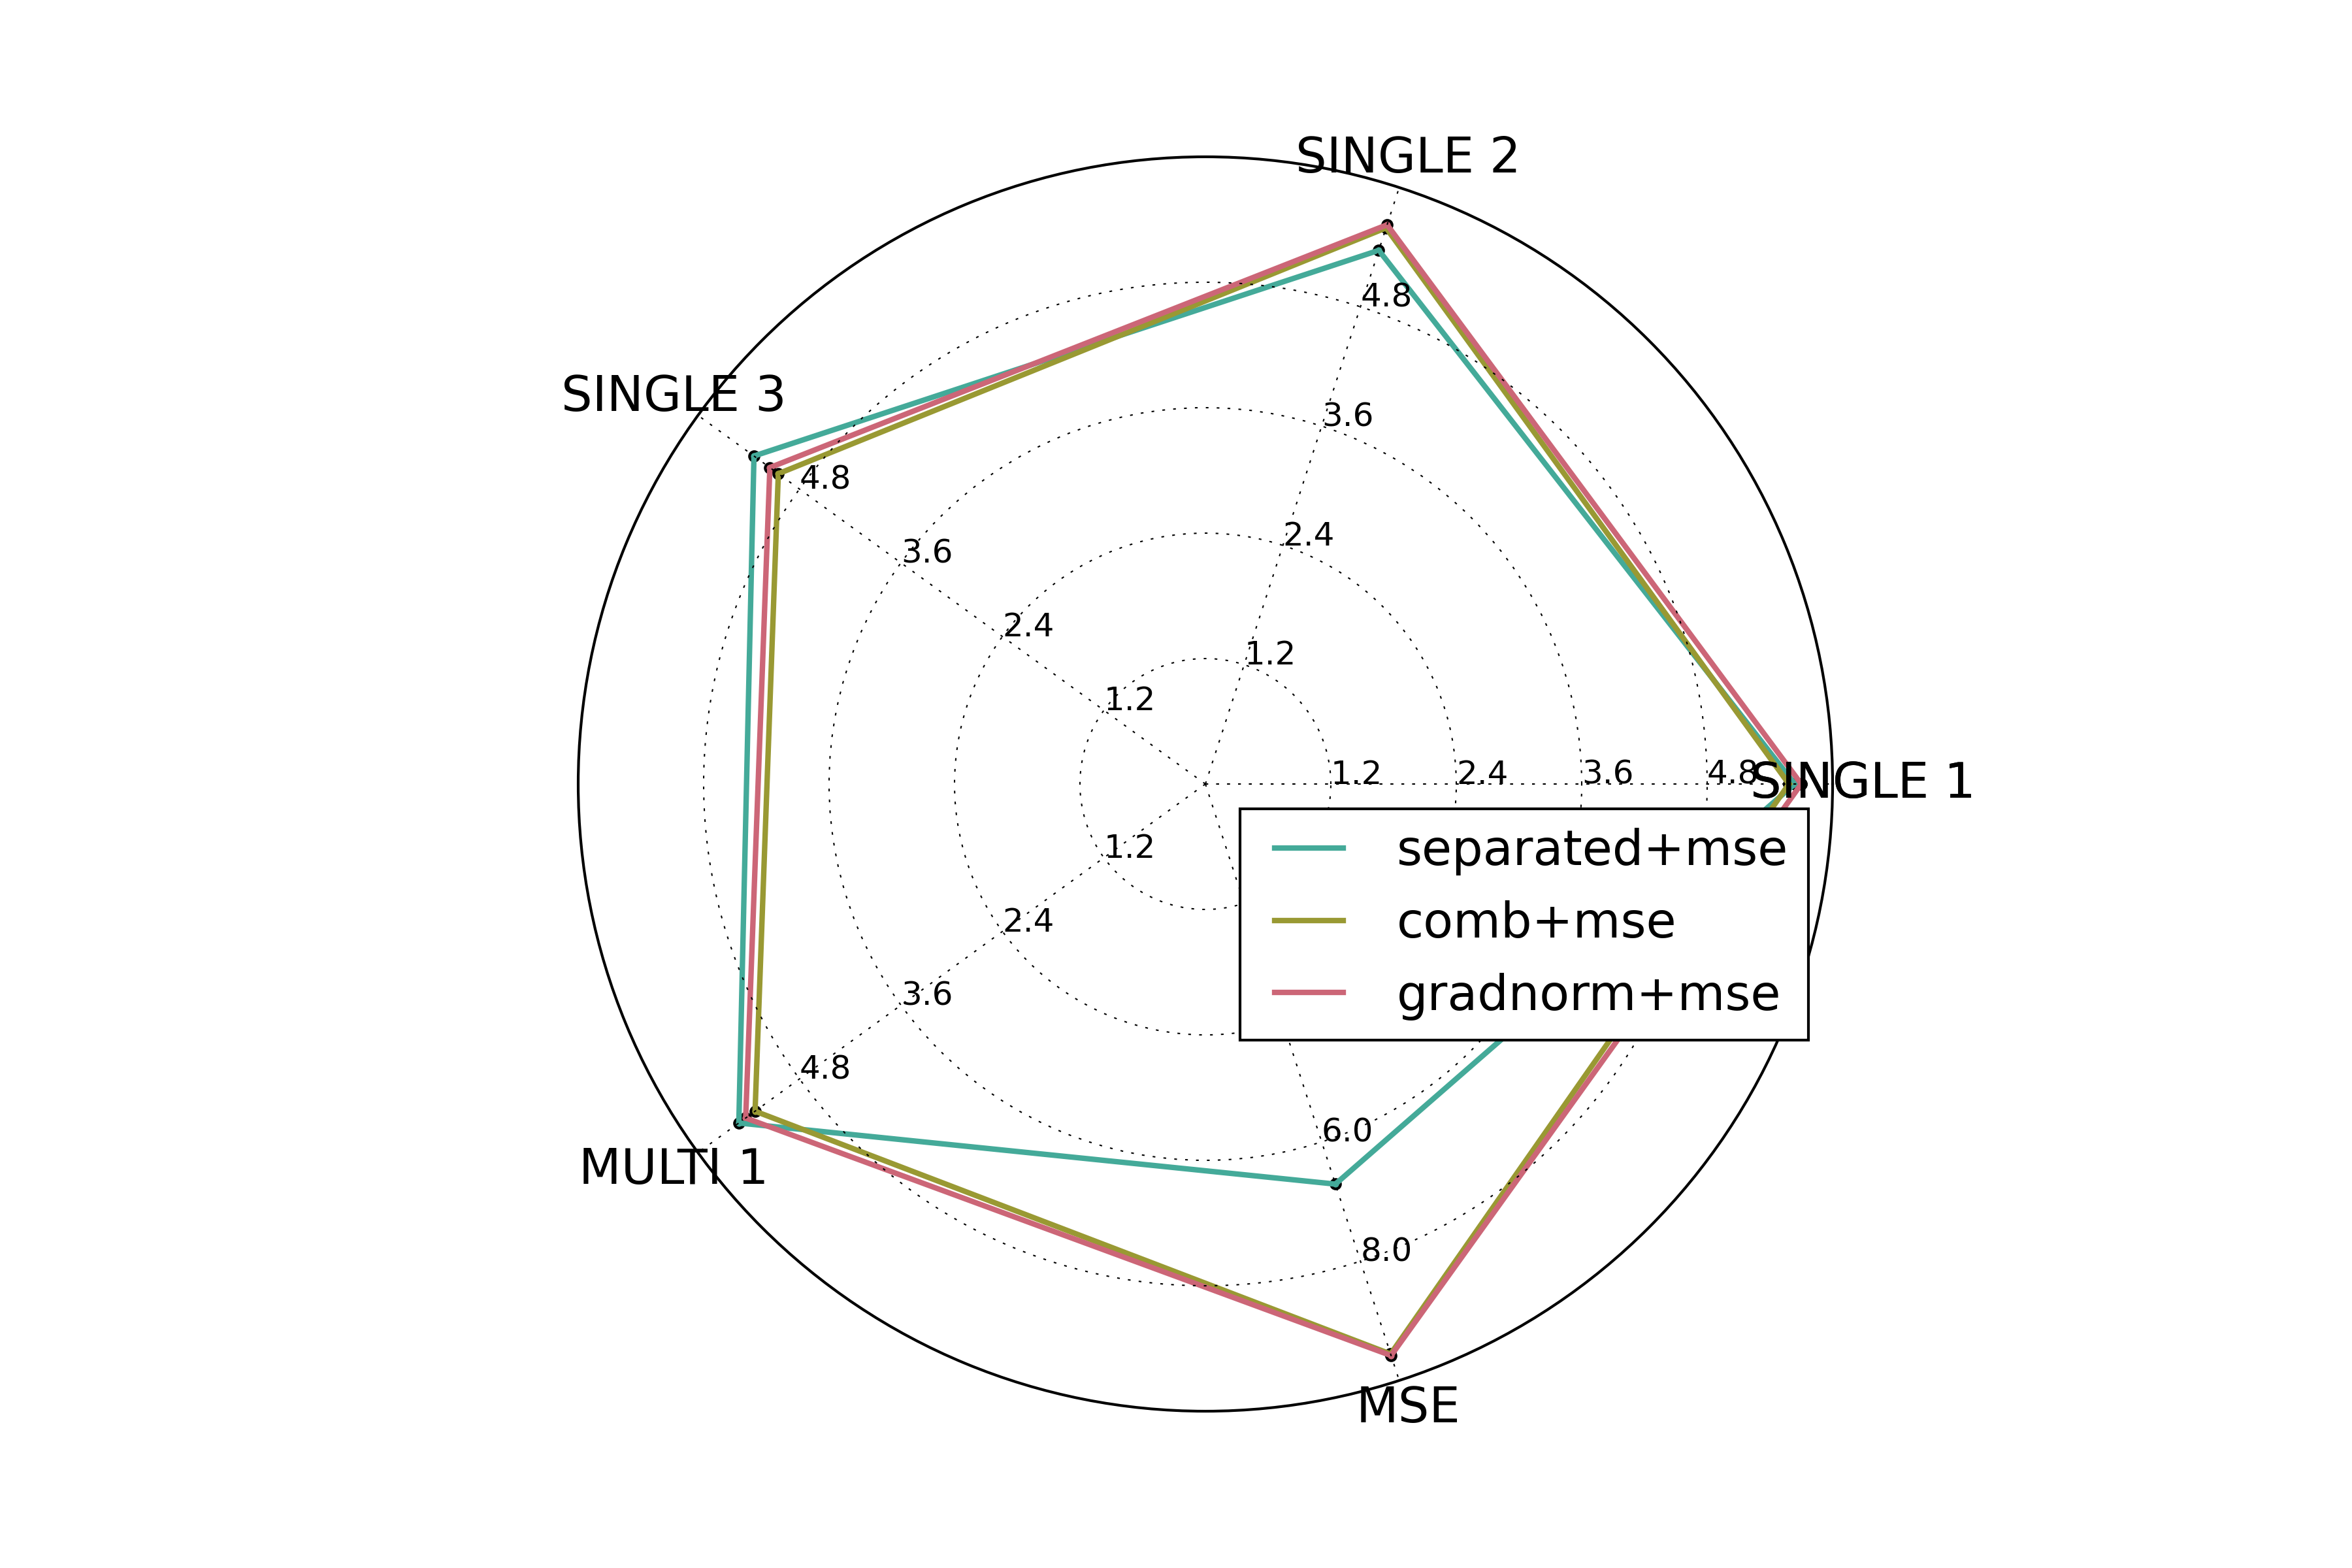 SINGLE 2
4.8
SINGLE 3
3.6
4.8
3.6
2.4
2.4
1.2
1.2
1.2 2.4 3.6 4.8 SINGLE 1
1.2
separated+mse
2.4
comb+mse
3.6
gradnorm+mse
4.8
6.0
MULTI 1
8.0
MSE